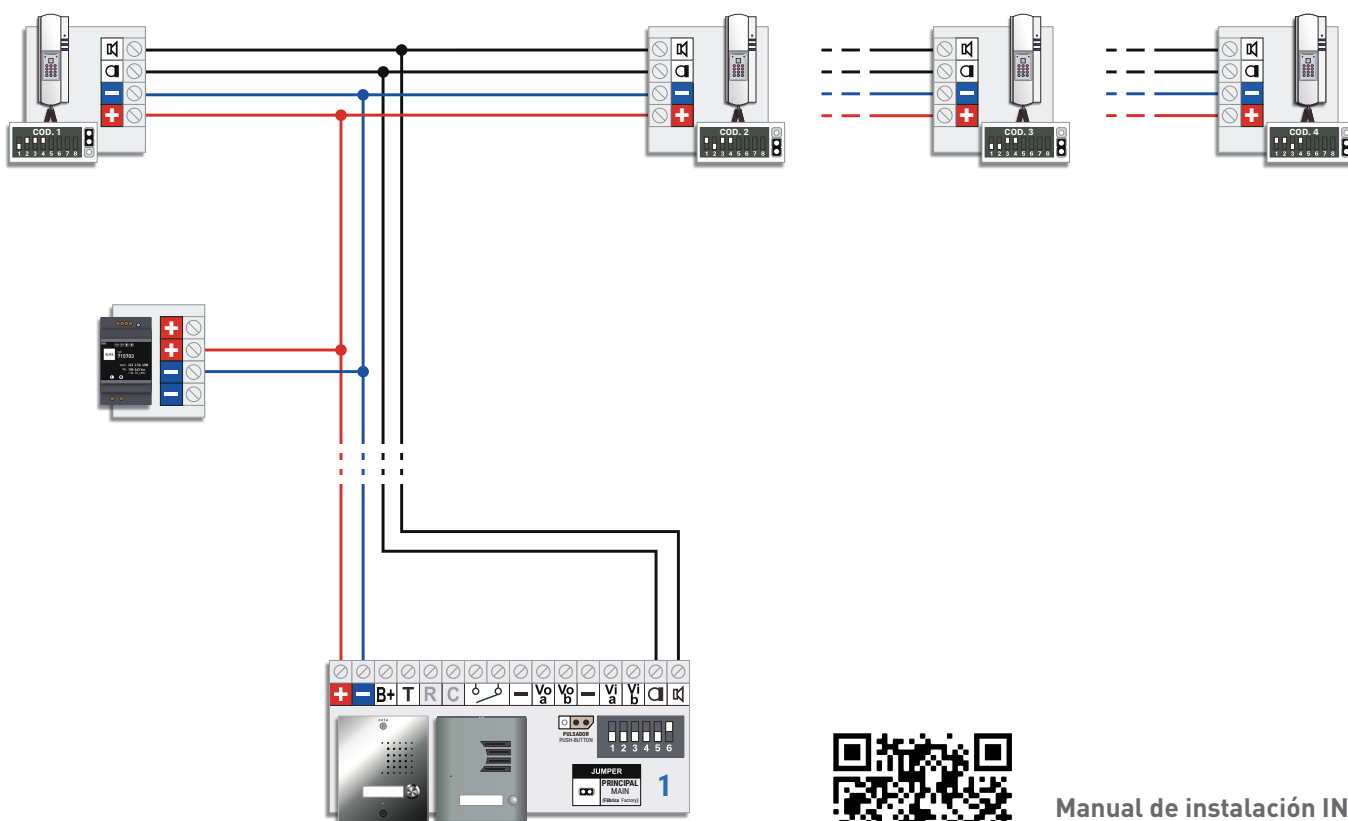 COD. 1
1 2 3 4 5 6 7 8
COD. 2
1 2 3 4 5 6 7 8
COD. 3
1 2 3 4 5 6 7 8
COD. 4
1 2 3 4 5 6 7 8
+
+
+
+
−
−
−
−
+
+
−
−
auta
715703
+ − B+ T R C − Vo a Vo b − Vi a Vi b
PULSADOR
PUSH-BUTTON
1 2 3 4 5 6
JUMPER
PRINCIPAL
MAIN
(Fábrica Factory)
1
Manual de instalación IN